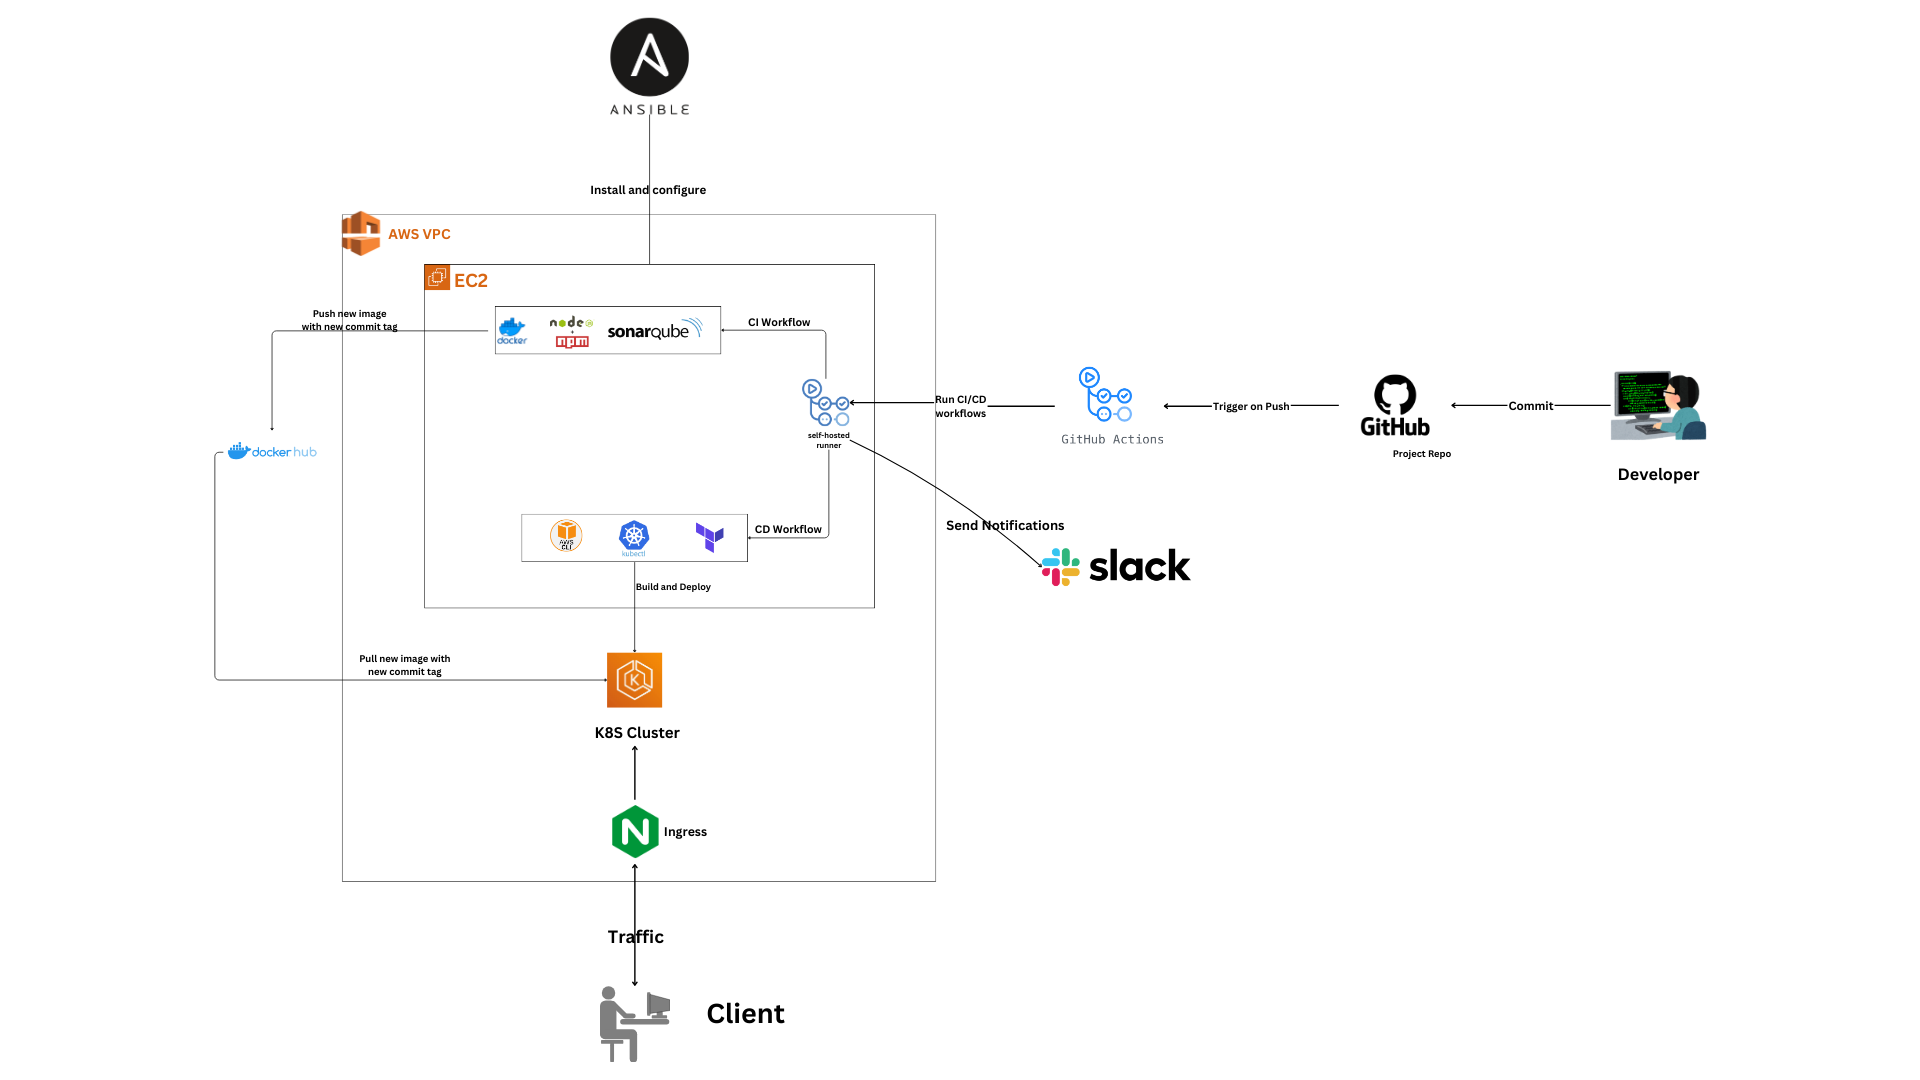 ANSIBLE
Install and configure
AWS VPC
EC2
Push new image
with new commit tag
docker
node
npm
sonarqube
CI Workflow
self-hosted
runner
Run CI/CD
workflows
GitHub Actions
Trigger on Push
GitHub
Project Repo
Commit
Developer
docker hub
Send Notifications
slack
AWS
CLI
kubectl
CD Workflow
Build and Deploy
Pull new image with
new commit tag
K
K8S Cluster
N
Ingress
Traffic
Client